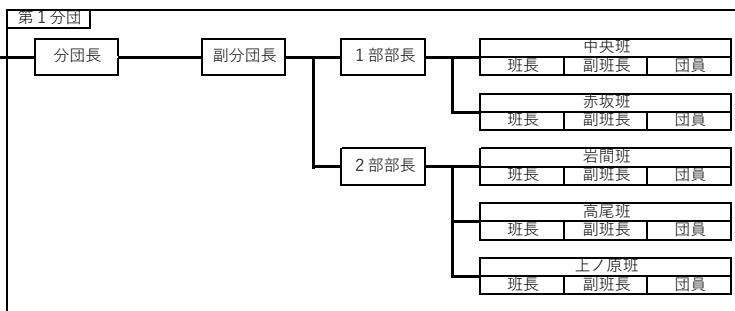 第１分団
分団長
副分団長
１部部長
中央班
班長 副班長 団員
赤坂班
班長 副班長 団員
２部部長
岩間班
班長 副班長 団員
高尾班
班長 副班長 団員
上ノ原班
班長 副班長 団員